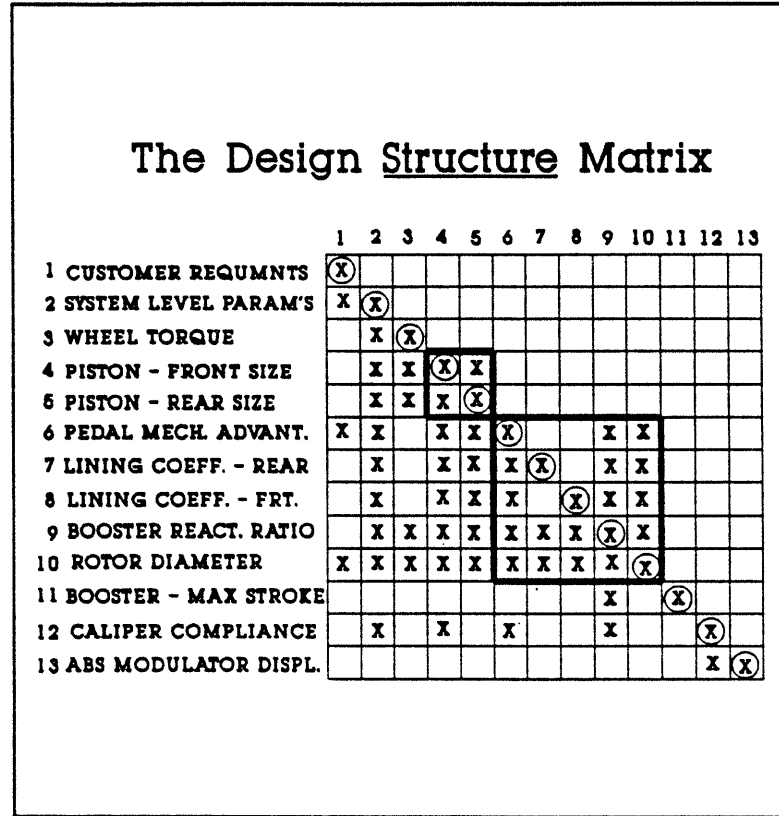 The Design Structure Matrix
1 2 3 4 5 6 7 8 9 10 11 12 13
1 CUSTOMER REQUMNTS X
2 SYSTEM LEVEL PARAM'S X X
3 WHEEL TORQUE X X
4 PISTON - FRONT SIZE X X X X
5 PISTON - REAR SIZE X X X X
6 PEDAL MECH. ADVANT. X X X X X X X
7 LINING COEFF. - REAR X X X X X X X
8 LINING COEFF. - FRT. X X X X X X X
9 BOOSTER REACT. RATIO X X X X X X X X X
10 ROTOR DIAMETER X X X X X X X X X X
11 BOOSTER - MAX STROKE X X
12 CALIPER COMPLIANCE X X X X X
13 ABS MODULATOR DISPL. X X